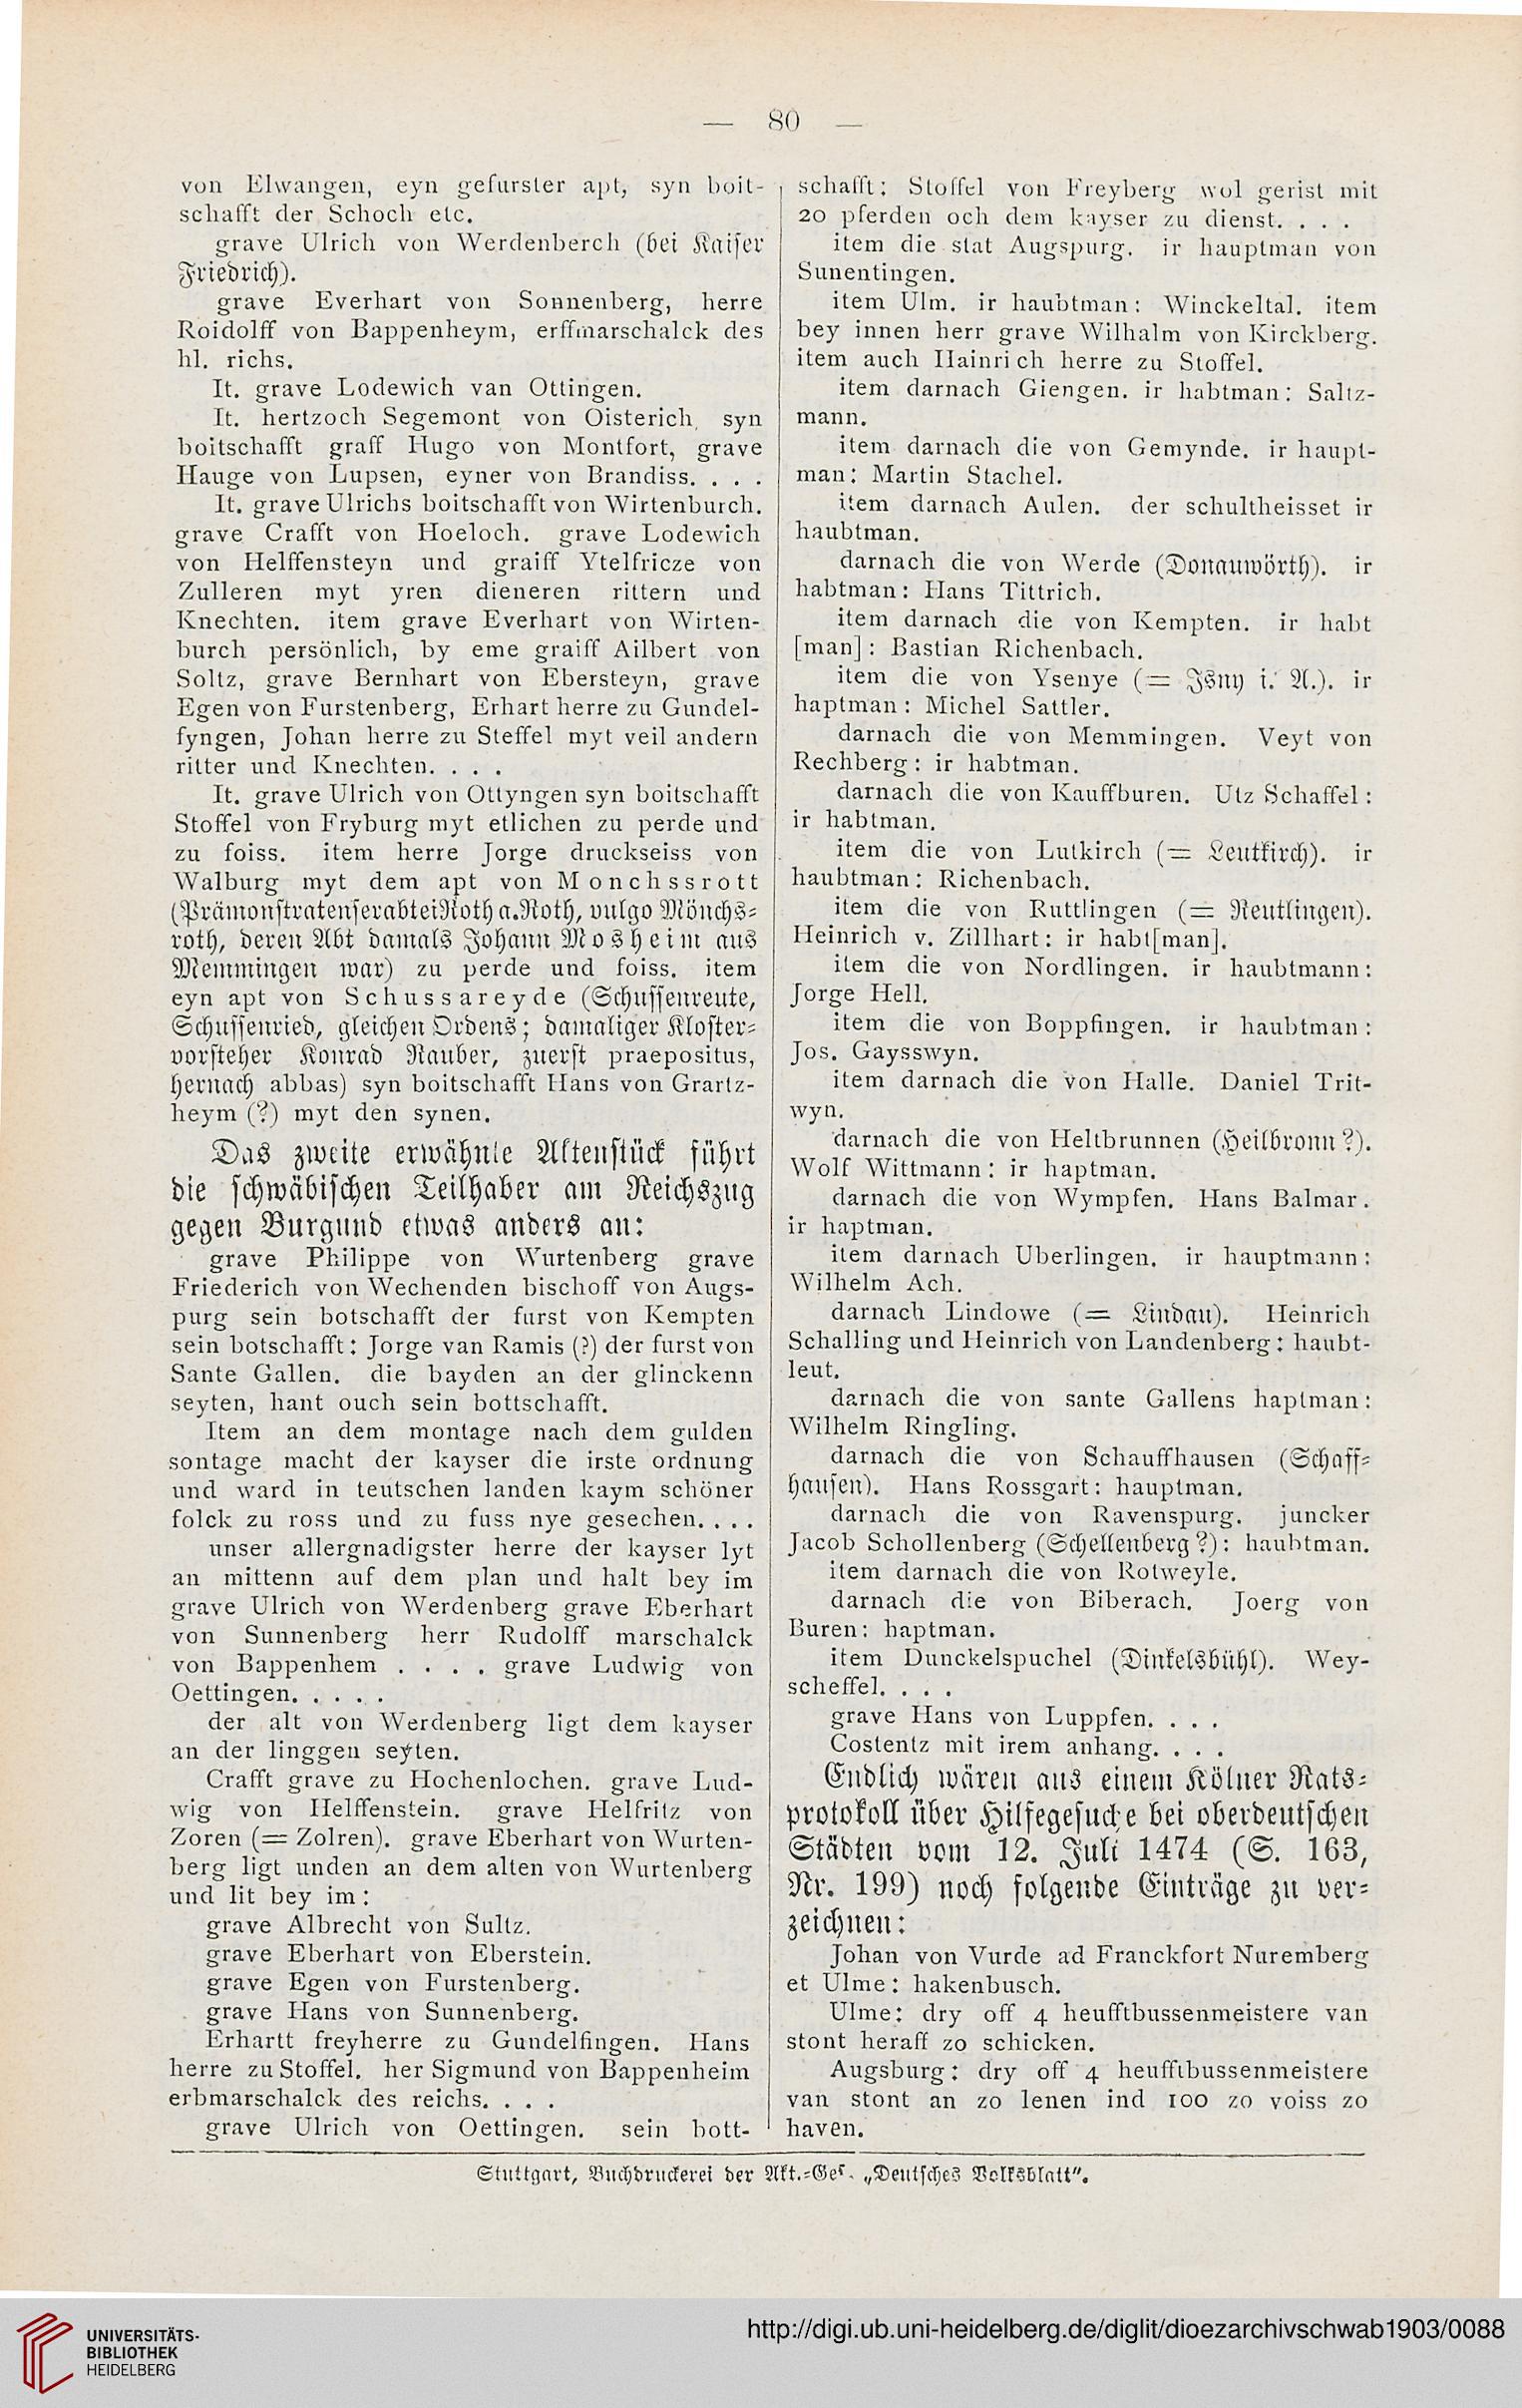 — 80 —
von Elwangen, eyn gefurster apt, syn boit-
schafft der Schoch etc.
grave Ulrich von Werdenberch (bei Kaiser
Friedrich).
grave Everhart von Sonnenberg, herre
Roidolff von Bappenheym, erffmarschalck des
hl. richs.
It. grave Lodewich van Ottingen.
It. hertzoch Segemont von Oisterich, syn
boitschafft graff Hugo von Montfort, grave
Hauge von Lupsen, eyner von Brandiss. . . .
It. grave Ulrichs boitschafft von Wirtenburch.
grave Crafft von Hoeloch. grave Lodewich
von Helffensteyn und graiff Ytelfricze von
Zulleren myt yren dieneren rittern und
Knechten. item grave Everhart von Wirten-
burch persönlich, by eme graiff Ailbert von
Soltz, grave Bernhart von Ebersteyn, grave
Egen von Furstenberg, Erhart herre zu Gundel-
fyngen, Johan herre zu Steffel myt veil andern
ritter und Knechten. . . .
It. grave Ulrich von Ottyngen syn boitschafft
Stoffel von Fryburg myt etlichen zu perde und
zu foiss. item herre Jorge druckseiss von
Walburg myt dem apt von Monchssrott
(Prämonstratenserabtei Roth a. Roth, vulgo Mönchs-
roth, deren Abt damals Johann Mosheim aus
Memmingen war) zu perde und foiss. item
eyn apt von Schussareyde (Schussenreute,
Schussenried, gleichen Ordens; damaliger Kloster-
vorsteher Konrad Rauber, zuerst praepositus,
hernach abbas) syn boitschafft Hans von Grartz-
heym (?) myt den synen.
Das zweite erwähnte Aktenstück führt
die schwäbischen Teilhaber am Reichszug
gegen Burgund etwas anders an:
grave Philippe von Wurtenberg grave
Friederich von Wechenden bischoff von Augs-
purg sein botschafft der furst von Kempten
sein botschafft: Jorge van Ramis (?) der furst von
Sante Gallen. die bayden an der glinckenn
seyten, hant ouch sein bottschafft.
Item an dem montage nach dem gulden
sontage macht der kayser die irste ordnung
und ward in teutschen landen kaym schöner
folck zu ross und zu fuss nye gesechen. . . .
unser allergnadigster herre der kayser lyt
an mittenn auf dem plan und halt bey im
grave Ulrich von Werdenberg grave Eberhart
von Sunnenberg herr Rudolff marschalck
von Bappenhem . . . . grave Ludwig von
Oettingen. . . . .
der alt von Werdenberg ligt dem kayser
an der linggen seyten.
Crafft grave zu Hochenlochen. grave Lud-
wig von Helffenstein. grave Helfritz von
Zoren (= Zolren). grave Eberhart von Wurten-
berg ligt unden an dem alten von Wurtenberg
und lit bey im:
grave Albrecht von Sultz.
grave Eberhart von Eberstein.
grave Egen von Furstenberg.
grave Hans von Sunnenberg.
Erhartt freyherre zu Gundelfingen. Hans
herre zu Stoffel. her Sigmund von Bappenheim
erbmarschalck des reichs. . . .
grave Ulrich von Oettingen. sein bott-
schafft: Stoffel von Freyberg wol gerist mit
20 pferden och dem kayser zu dienst. . . .
item die stat Augspurg. ir hauptman von
Sunentingen.
item Ulm. ir haubtman: Winckeltal. item
bey innen herr grave Wilhalm von Kirckberg.
item auch Hainrich herre zu Stoffel.
item darnach Giengen. ir habtman: Saltz-
mann.
item darnach die von Gemynde. ir haupt-
man: Martin Stachel.
item darnach Aulen. der schultheisset ir
haubtman.
darnach die von Werde (Donauwörth). ir
habtman: Hans Tittrich.
item darnach die von Kempten. ir habt
[man]: Bastian Richenbach.
item die von Ysenye (= Isny i. A.). ir
haptman: Michel Sattler.
darnach die von Memmingen. Veyt von
Rechberg: ir habtman.
darnach die von Kauffburen. Utz Schaffel:
ir habtman.
item die von Lutkirch (= Leutkirch). ir
haubtman: Richenbach.
item die von Ruttlingen (= Reutlingen).
Heinrich v. Zillhart: ir habt[man].
item die von Nordlingen. ir haubtmann:
Jorge Hell.
item die von Boppfingen. ir haubtman:
Jos. Gaysswyn.
item darnach die von Halle. Daniel Trit-
wyn.
darnach die von Heltbrunnen (Heilbronn?).
Wolf Wittmann: ir haptman.
darnach die von Wympfen. Hans Balmar.
ir haptman.
item darnach Uberlingen. ir hauptmann:
Wilhelm Ach.
darnach Lindowe (= Lindau). Heinrich
Schalling und Heinrich von Landenberg: haubt-
leut.
darnach die von sante Gallens haptman:
Wilhelm Ringling.
darnach die von Schauffhausen (Schaff-
hausen). Hans Rossgart: hauptman.
darnach die von Ravenspurg. juncker
Jacob Schollenberg (Schellenberg?): haubtman.
item darnach die von Rotweyle.
darnach die von Biberach. Joerg von
Buren: haptman.
item Dunckelspuchel (Dinkelsbühl). Wey-
scheffel. . . .
grave Hans von Luppfen. . . .
Costentz mit irem anhang. . . .
Endlich wären aus einem Kölner Rats-
protokoll über Hilfegesuche bei oberdeutschen
Städten vom 12. Juli 1474 (S. 163,
Nr. 199) noch folgende Einträge zu ver-
zeichnen:
Johan von Vurde ad Franckfort Nuremberg
et Ulme: hakenbusch.
Ulme: dry off 4 heufftbussenmeistere van
stont heraff zo schicken.
Augsburg: dry off 4 heufftbussenmeistere
van stont an zo lenen ind 100 zo voiss zo
haven.
Stuttgart, Buchdruckerei der Akt.-Ges. „Deutsches Volksblatt".
UNIVERSITÄTS-
BIBLIOTHEK
HEIDELBERG
http://digi.ub.uni-heidelberg.de/diglit/dioezarchivschwab1903/0088